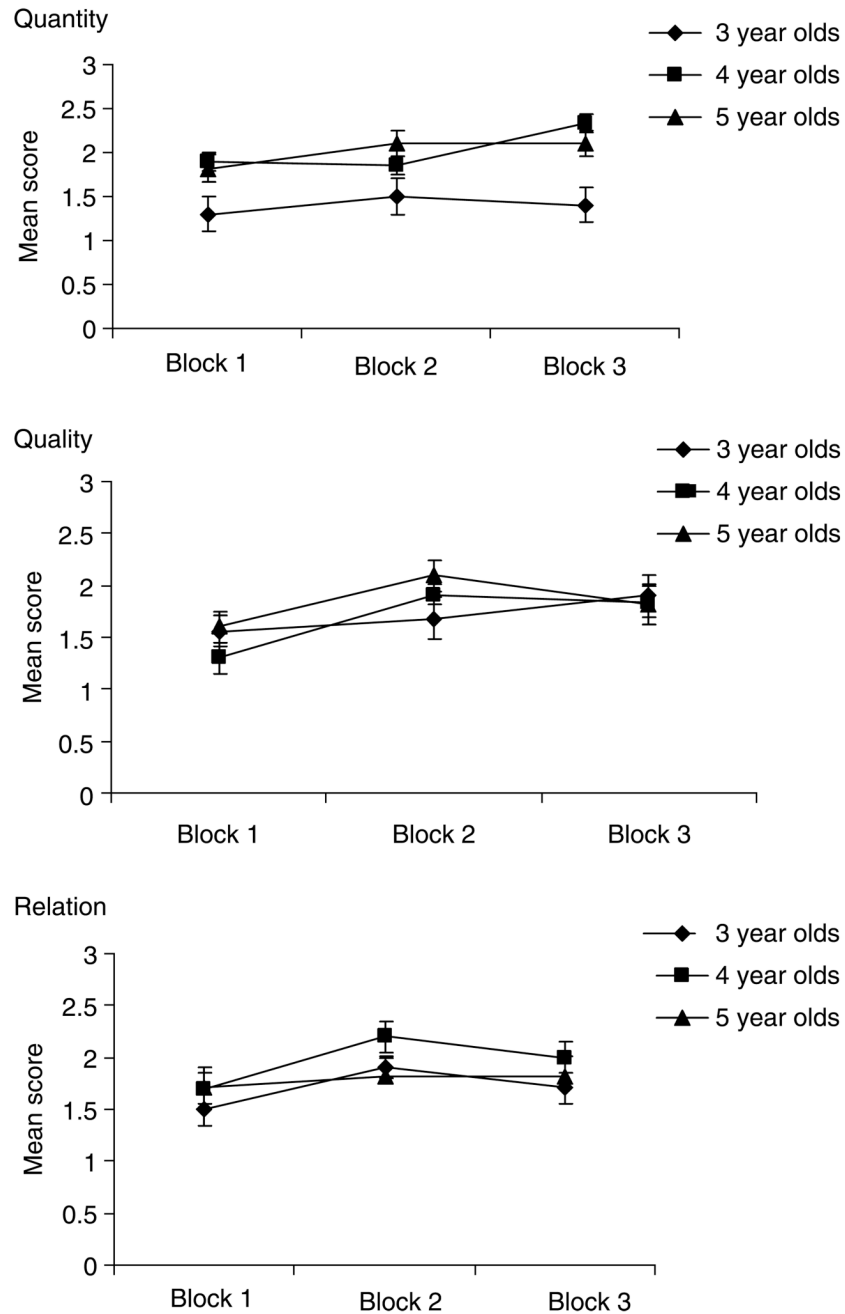 Quantity
3 year olds
4 year olds
5 year olds
3
2.5
2
1.5
1
0.5
0
Mean score
Block 1
Block 2
Block 3
Quality
3 year olds
4 year olds
5 year olds
3
2.5
2
1.5
1
0.5
0
Mean score
Block 1
Block 2
Block 3
Relation
3 year olds
4 year olds
5 year olds
3
2.5
2
1.5
1
0.5
0
Mean score
Block 1
Block 2
Block 3